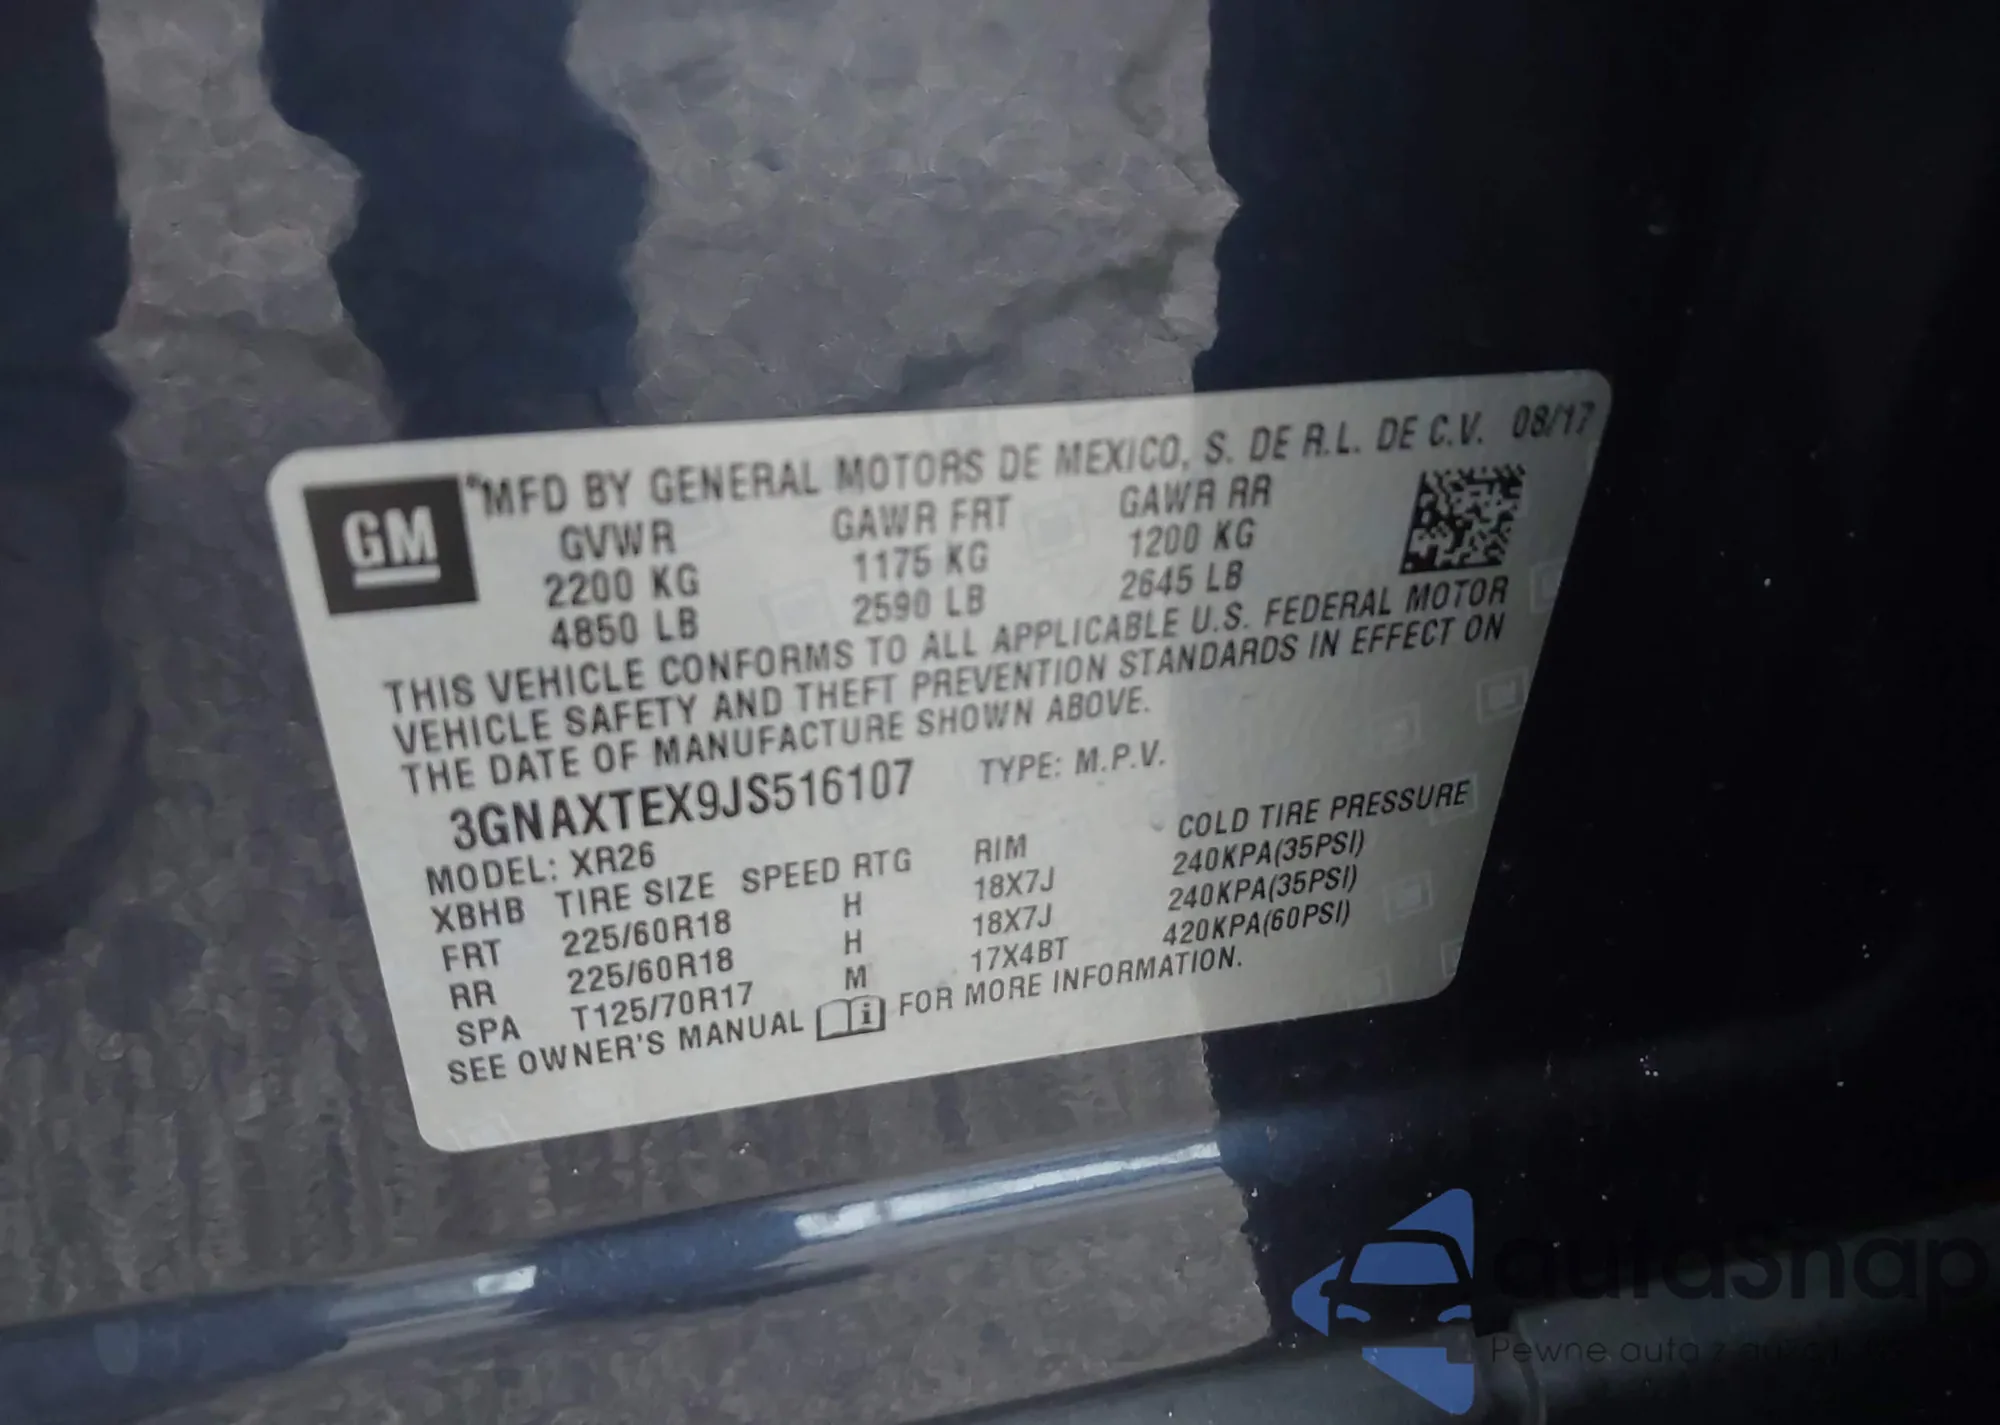 GM
MFD BY GENERAL MOTORS DE MEXICO, S. DE R.L. DE C.V. 08/17
GVWR GAWR FRT GAWR RR
2200 KG 1175 KG 1200 KG
4850 LB 2590 LB 2645 LB
THIS VEHICLE CONFORMS TO ALL APPLICABLE U.S. FEDERAL MOTOR
VEHICLE SAFETY AND THEFT PREVENTION STANDARDS IN EFFECT ON
THE DATE OF MANUFACTURE SHOWN ABOVE.
3GNAXTEX9JS516107 TYPE: M.P.V.
MODEL: XR26
XBHB TIRE SIZE SPEED RTG RIM COLD TIRE PRESSURE
FRT 225/60R18 H 18X7J 240KPA(35PSI)
RR 225/60R18 H 18X7J 240KPA(35PSI)
SPA T125/70R17 M 17X4BT 420KPA(60PSI)
SEE OWNER'S MANUAL i FOR MORE INFORMATION.
autaSnap
Pewne auta z